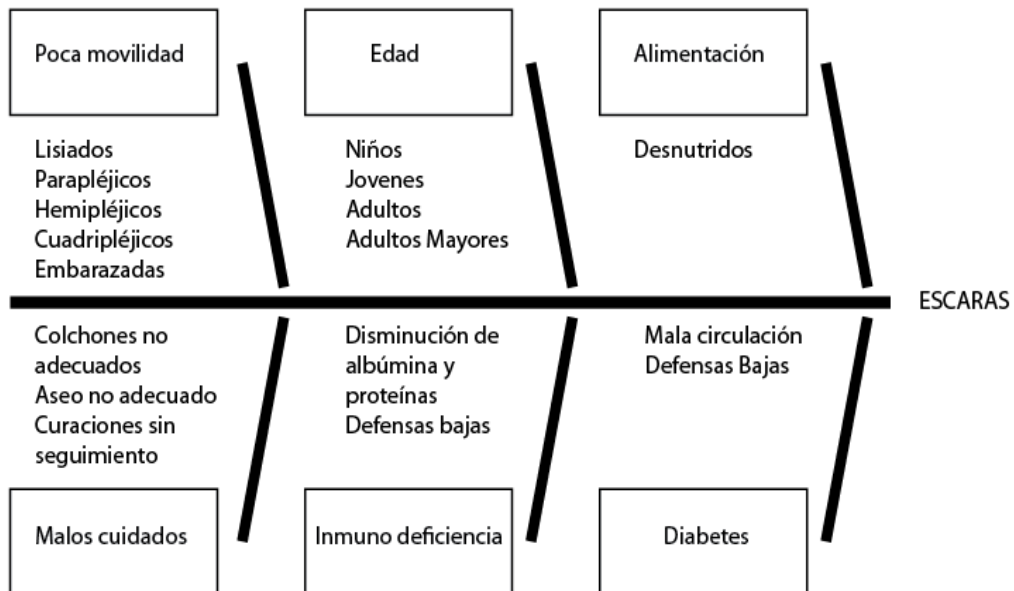 Poca movilidad
Edad
Alimentación
Lisiados
Parapléjicos
Hemipléjicos
Cuadripléjicos
Embarazadas
Niños
Jovenes
Adultos
Adultos Mayores
Desnutridos
ESCARAS
Colchones no
adecuados
Aseo no adecuado
Curaciones sin
seguimiento
Disminución de
albúmina y
proteínas
Defensas bajas
Mala circulación
Defensas Bajas
Malos cuidados
Inmuno deficiencia
Diabetes